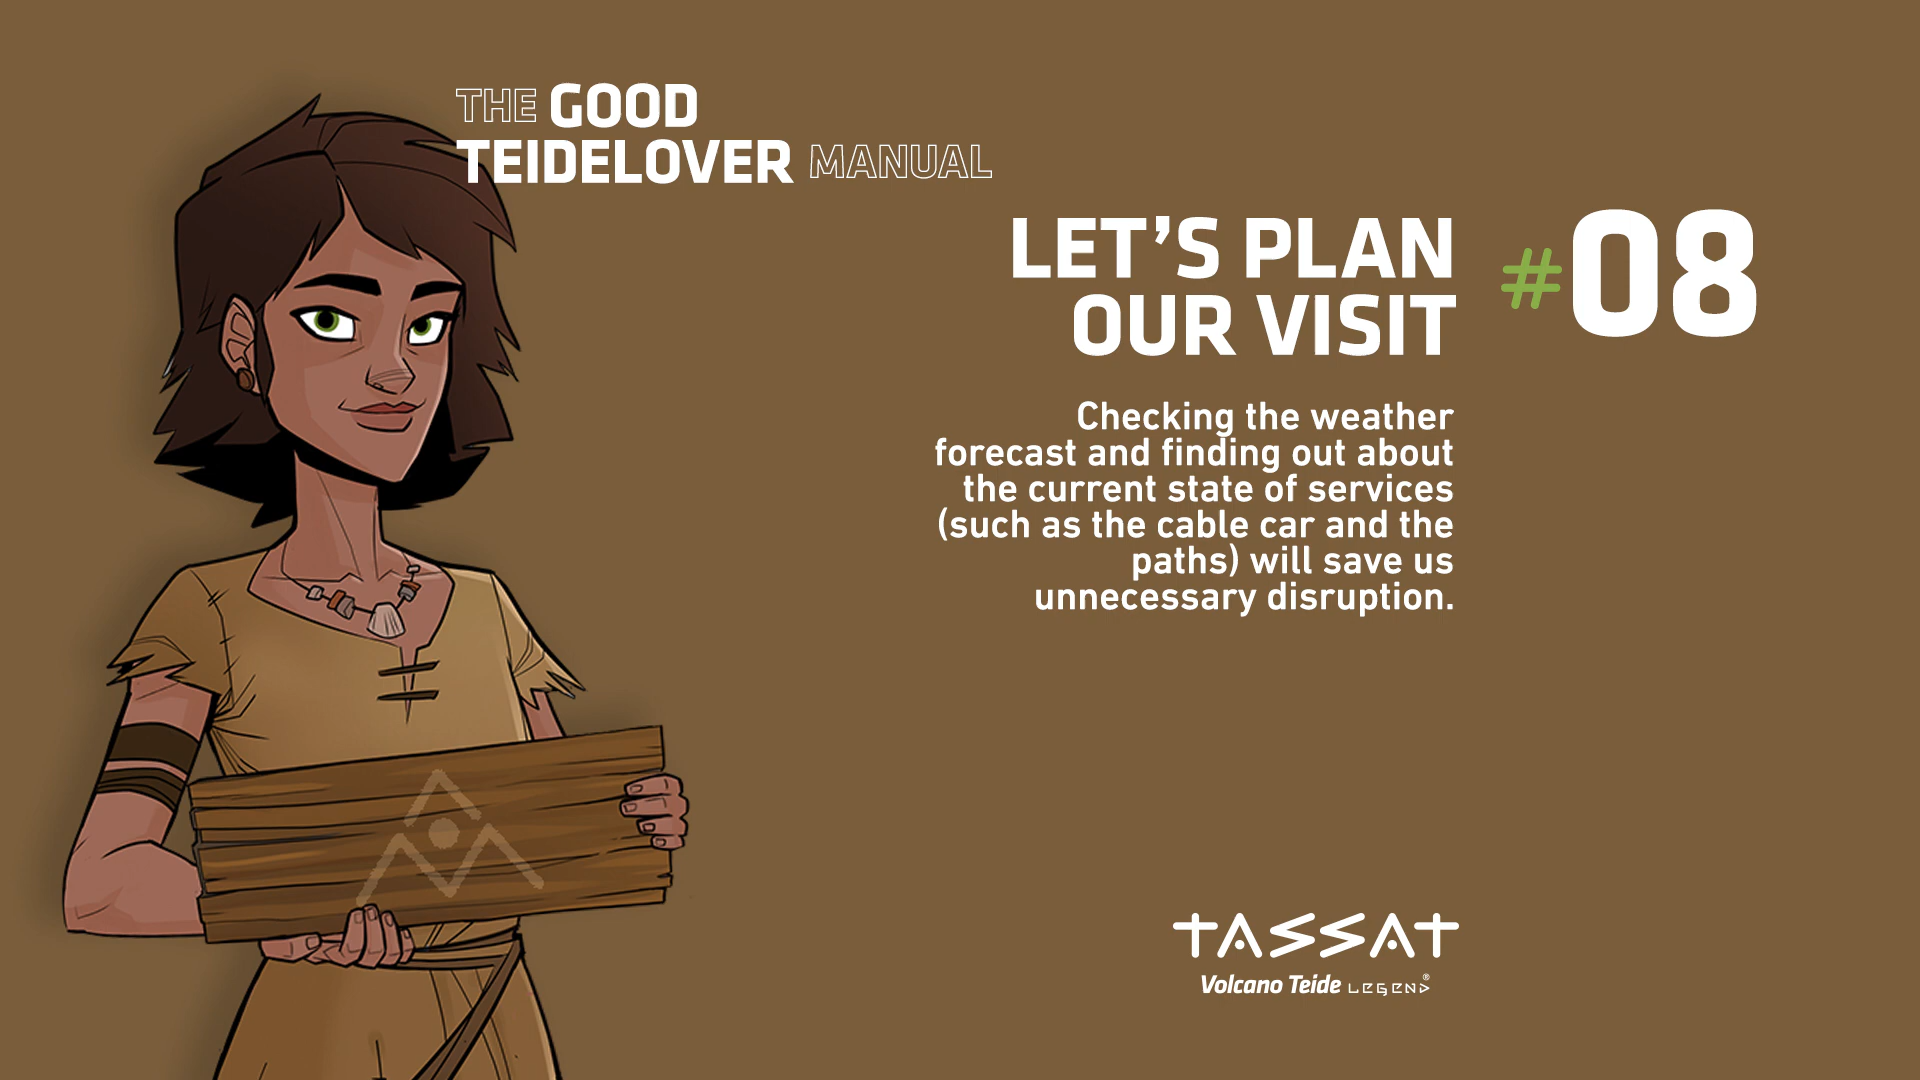 THE GOOD
TEIDELOVER MANUAL
LET'S PLAN
OUR VISIT
#08
Checking the weather
forecast and finding out about
the current state of services
(such as the cable car and the
paths) will save us
unnecessary disruption.
TASSAT
Volcano Teide LEGEND®